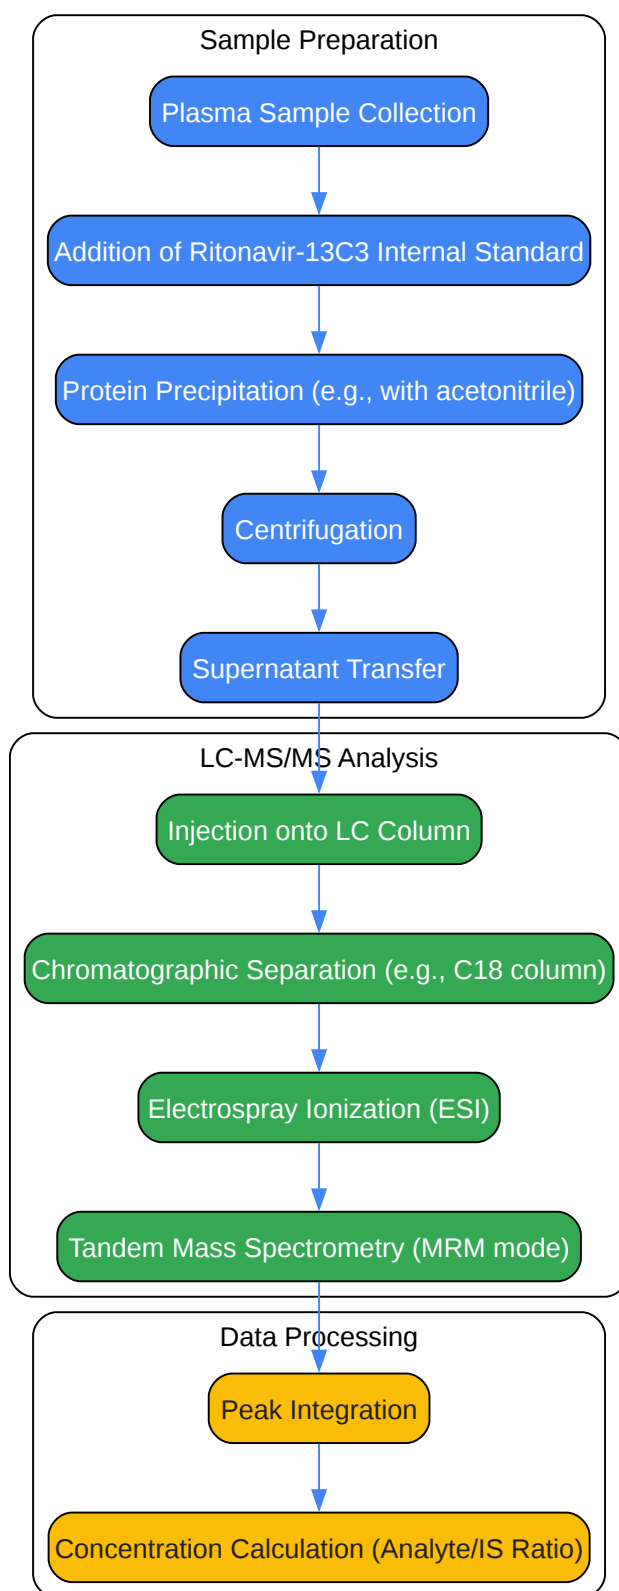 Sample Preparation
Plasma Sample Collection
Addition of Ritonavir-13C3 Internal Standard
Protein Precipitation (e.g., with acetonitrile)
Centrifugation
Supernatant Transfer
LC-MS/MS Analysis
Injection onto LC Column
Chromatographic Separation (e.g., C18 column)
Electrospray Ionization (ESI)
Tandem Mass Spectrometry (MRM mode)
Data Processing
Peak Integration
Concentration Calculation (Analyte/IS Ratio)